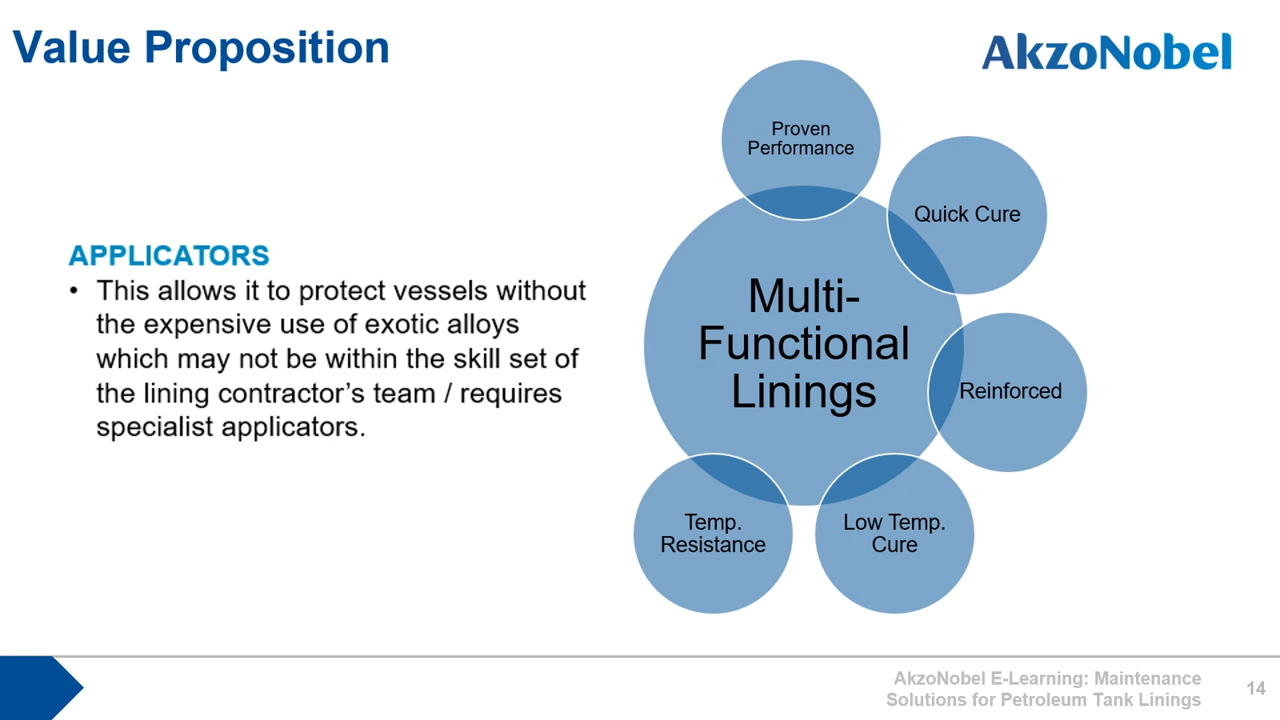 Value Proposition
AkzoNobel
APPLICATORS
• This allows it to protect vessels without
the expensive use of exotic alloys
which may not be within the skill set of
the lining contractor’s team / requires
specialist applicators.
Proven
Performance
Quick Cure
Multi-
Functional
Linings
Reinforced
Temp.
Resistance
Low Temp.
Cure
AkzoNobel E-Learning: Maintenance
Solutions for Petroleum Tank Linings
14